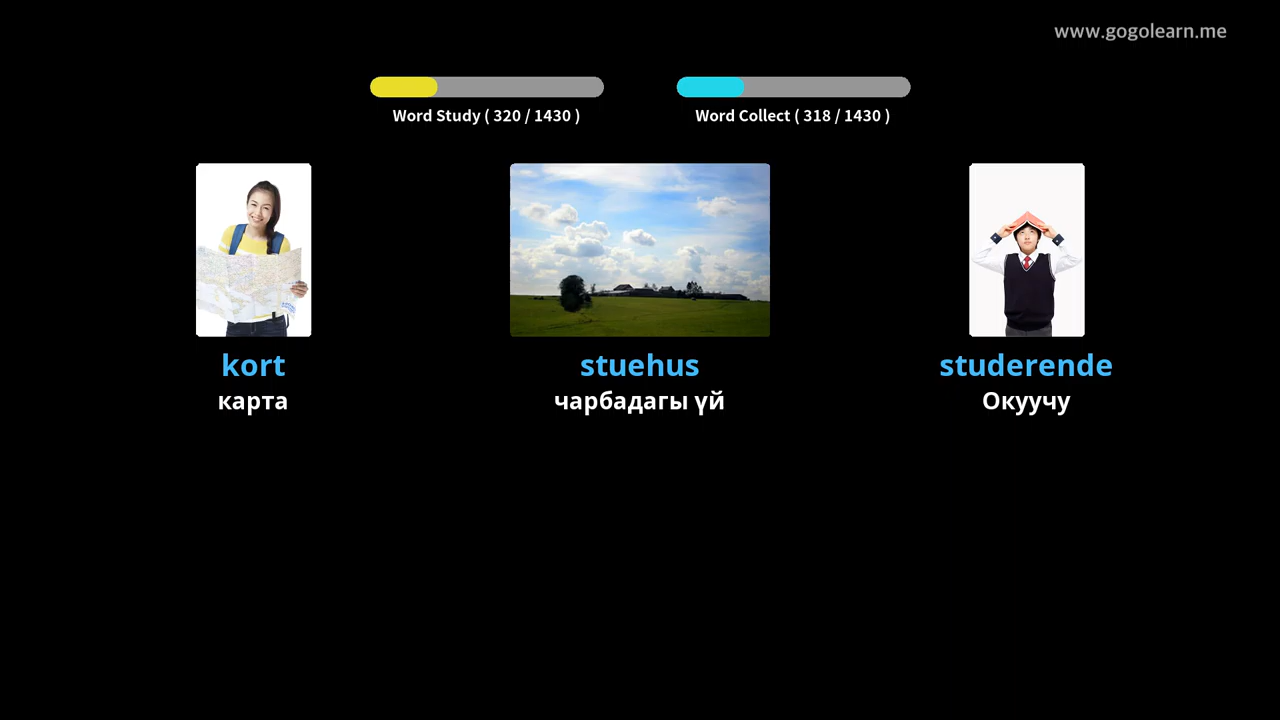 www.gogolearn.me
Word Study ( 320 / 1430 )
Word Collect ( 318 / 1430 )
kort
карта
stuehus
чарбадагы үй
studerende
Окуучу